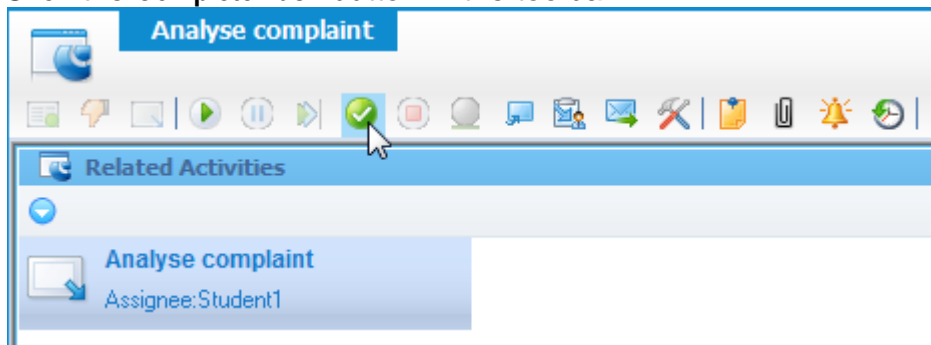 Analyse complaint
Related Activities
Analyse complaint
Assignee:Student1